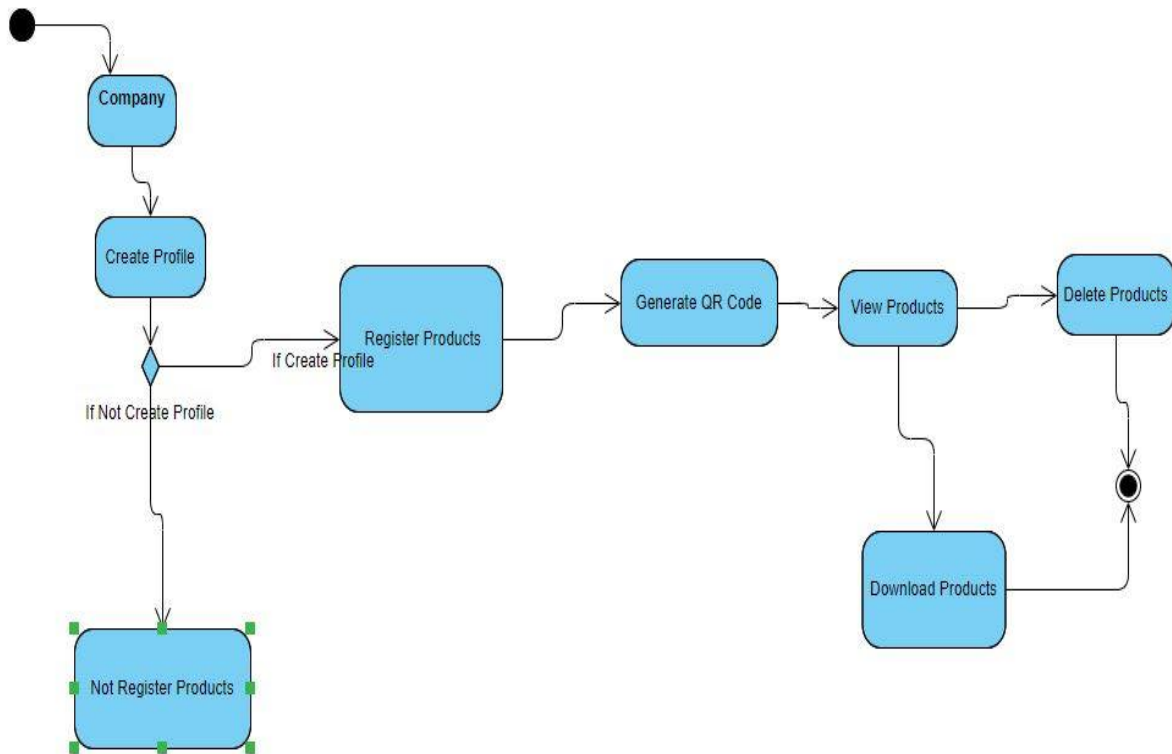 Company
Create Profile
If Create Profile
If Not Create Profile
Register Products
Generate QR Code
View Products
Delete Products
Download Products
Not Register Products